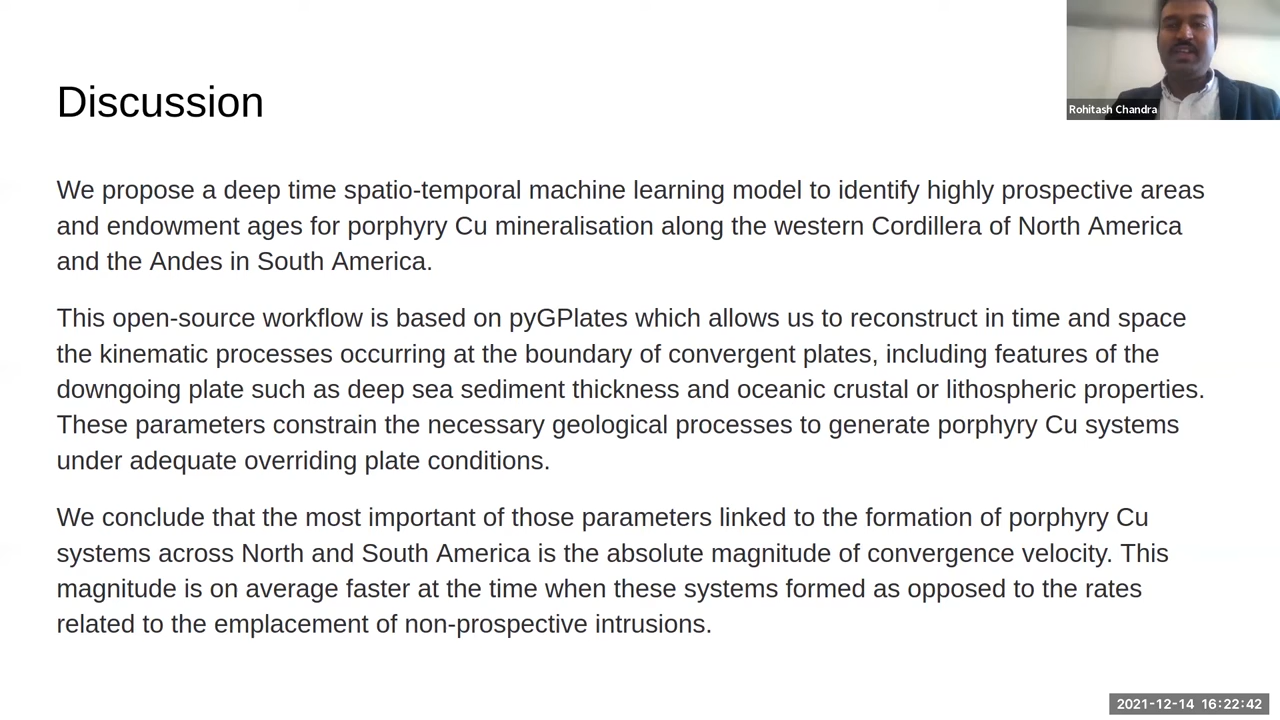 Rohitash Chandra
Discussion
We propose a deep time spatio-temporal machine learning model to identify highly prospective areas
and endowment ages for porphyry Cu mineralisation along the western Cordillera of North America
and the Andes in South America.
This open-source workflow is based on pyGPlates which allows us to reconstruct in time and space
the kinematic processes occurring at the boundary of convergent plates, including features of the
downgoing plate such as deep sea sediment thickness and oceanic crustal or lithospheric properties.
These parameters constrain the necessary geological processes to generate porphyry Cu systems
under adequate overriding plate conditions.
We conclude that the most important of those parameters linked to the formation of porphyry Cu
systems across North and South America is the absolute magnitude of convergence velocity. This
magnitude is on average faster at the time when these systems formed as opposed to the rates
related to the emplacement of non-prospective intrusions.
2021-12-14 16:22:42